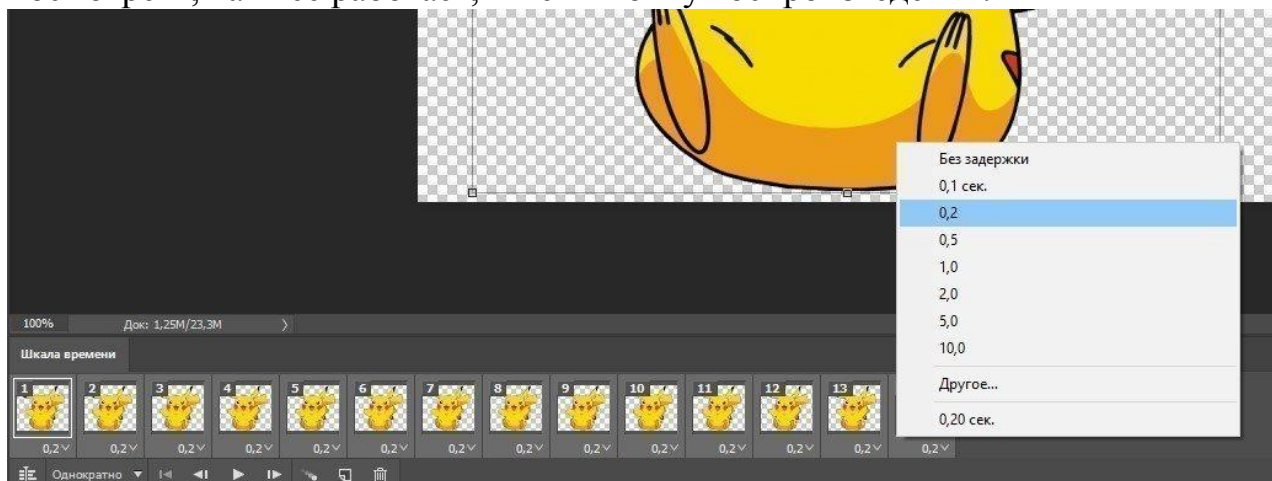 Без задержки
0,1 сек.
0,2
0,5
1,0
2,0
5,0
10,0
Другое...
0,20 сек.
100% Док: 1,25M/23,3M
Шкала времени
1 2 3 4 5 6 7 8 9 10 11 12 13
0,2 0,2 0,2 0,2 0,2 0,2 0,2 0,2 0,2 0,2 0,2 0,2 0,2 0,2
Однократно